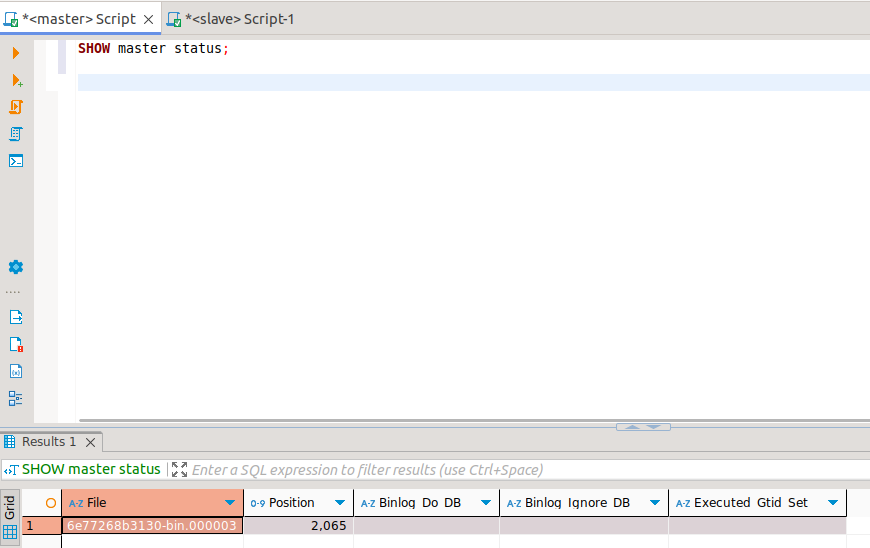 *<master> Script
*<slave> Script-1
SHOW master status;
Results 1
SHOW master status
Enter a SQL expression to filter results (use Ctrl+Space)
Grid
A-Z File
0-9 Position
A-Z Binlog_Do_DB
A-Z Binlog_Ignore_DB
A-Z Executed_Gtid_Set
1
6e77268b3130-bin.000003
2,065